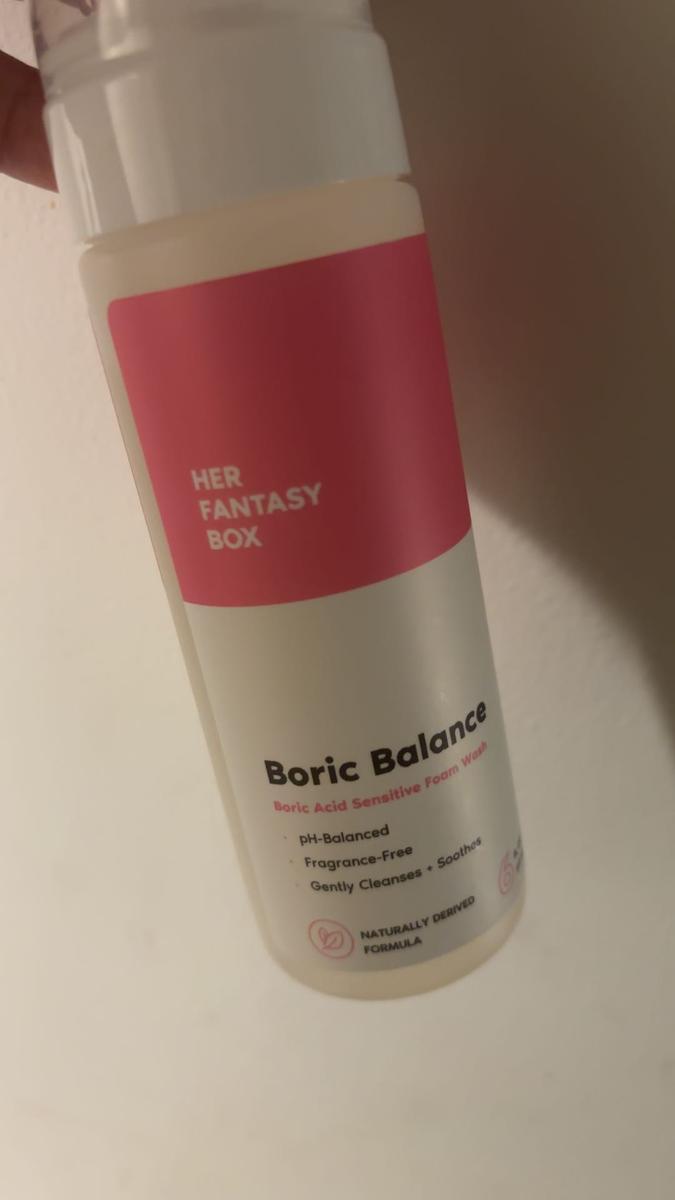 HER
FANTASY
BOX
Boric Balance
Boric Acid Sensitive Foam Wash
pH-Balanced
Fragrance-Free
Gently Cleanses + Soothes
NATURALLY DERIVED
FORMULA